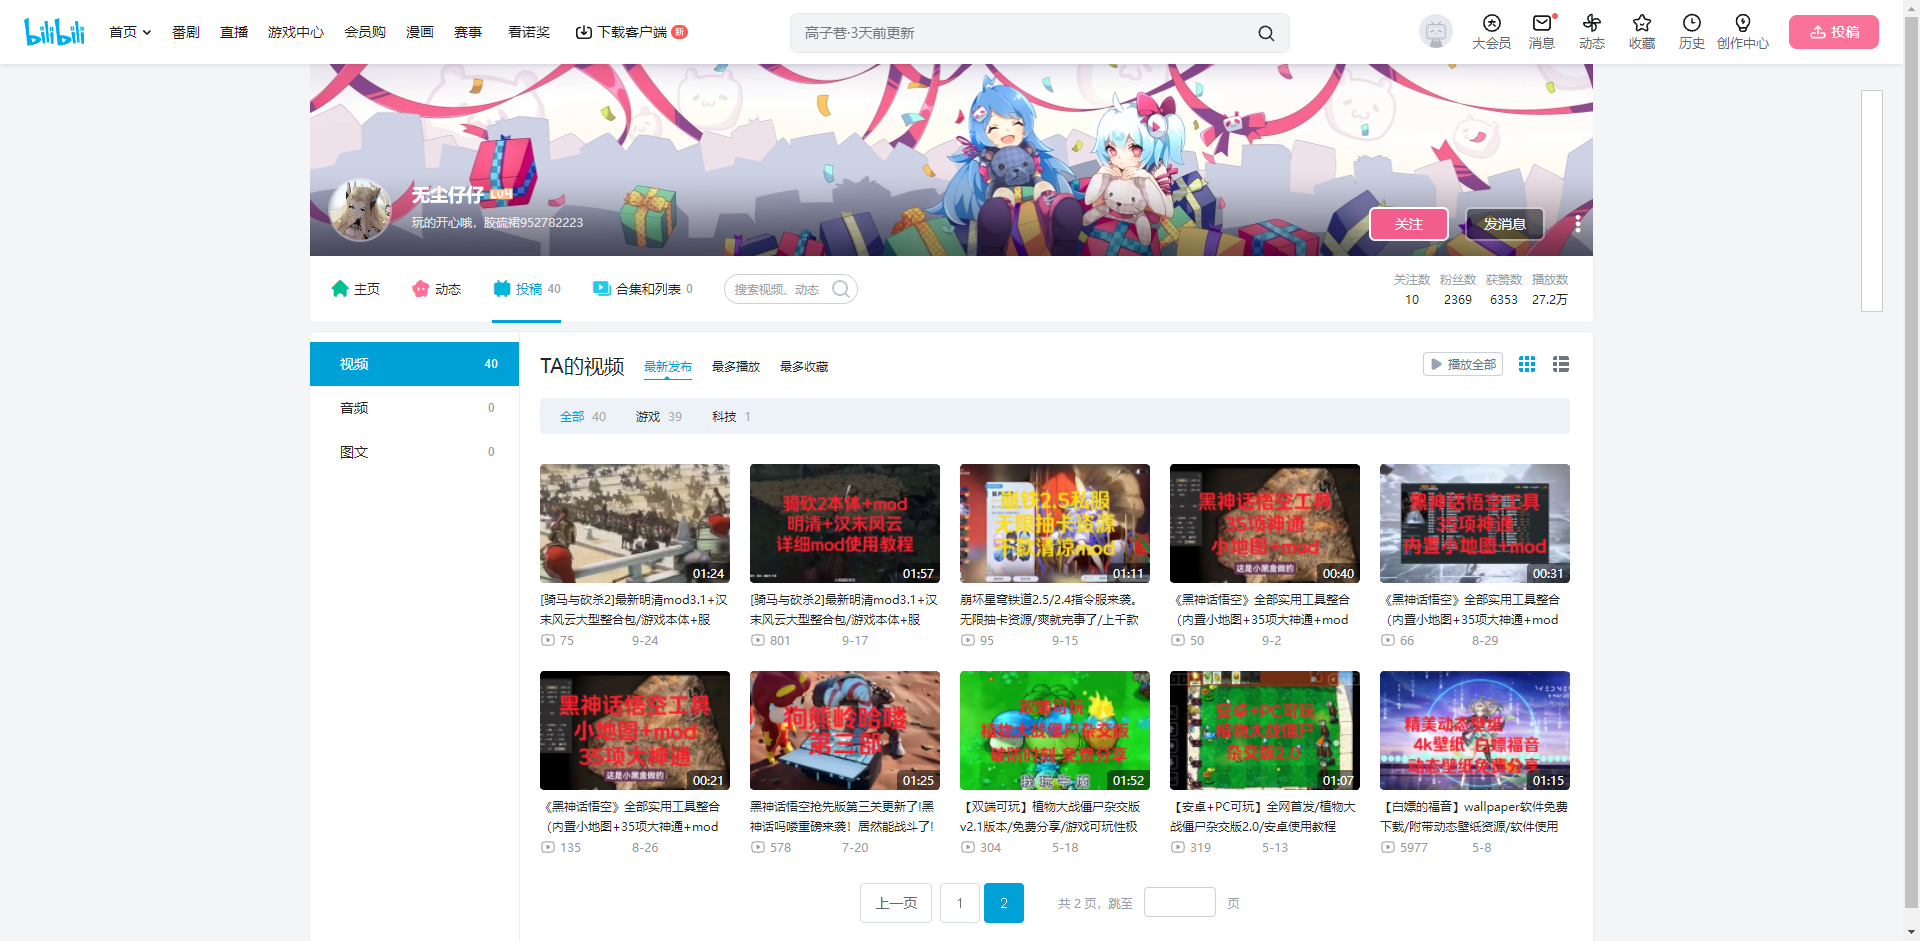 bilibili
首页
番剧
直播
游戏中心
会员购
漫画
赛事
看诺奖
下载客户端
新
高子巷·3天前更新
大会员
消息
动态
收藏
历史
创作中心
投稿
无尘仔仔 LV4
玩的开心哦，胶硫裙952782223
关注
发消息
主页
动态
投稿 40
合集和列表 0
搜索视频、动态
关注数 粉丝数 获赞数 播放数
10 2369 6353 27.2万
视频 40
音频 0
图文 0
TA的视频
最新发布
最多播放
最多收藏
播放全部
全部 40
游戏 39
科技 1
01:24
骑砍2本体+mod
明清+汉末风云
详细mod使用教程
01:57
崩铁2.5私服
无限抽卡资源
千款清凉mod
01:11
黑神话悟空工具
35项神通
小地图+mod
这是小黑盒做的
00:40
黑神话悟空工具
35项神通
内置小地图+mod
00:31
[骑马与砍杀2]最新明清mod3.1+汉
末风云大型整合包/游戏本体+服
75 9-24
[骑马与砍杀2]最新明清mod3.1+汉
末风云大型整合包/游戏本体+服
801 9-17
崩坏星穹铁道2.5/2.4指令服来袭。
无限抽卡资源/爽就完事了/上千款
95 9-15
《黑神话悟空》全部实用工具整合
（内置小地图+35项大神通+mod
50 9-2
《黑神话悟空》全部实用工具整合
（内置小地图+35项大神通+mod
66 8-29
黑神话悟空工具
小地图+mod
35项大神通
这是小黑盒做的
00:21
狗熊岭哈喽
第三部
01:25
双端可玩
植物大战僵尸杂交版
破防时刻 免费分享
01:52
安卓+PC可玩
植物大战僵尸
杂交版2.0
01:07
精美动态壁纸
4k壁纸 白嫖福音
动态壁纸免费分享
01:15
《黑神话悟空》全部实用工具整合
（内置小地图+35项大神通+mod
135 8-26
黑神话悟空抢先版第三关更新了!黑
神话吗喽重磅来袭！居然能战斗了!
578 7-20
【双端可玩】植物大战僵尸杂交版
v2.1版本/免费分享/游戏可玩性极
304 5-18
【安卓+PC可玩】全网首发/植物大
战僵尸杂交版2.0/安卓使用教程
319 5-13
【白嫖的福音】wallpaper软件免费
下载/附带动态壁纸资源/软件使用
5977 5-8
上一页
1
2
共 2 页，跳至
页